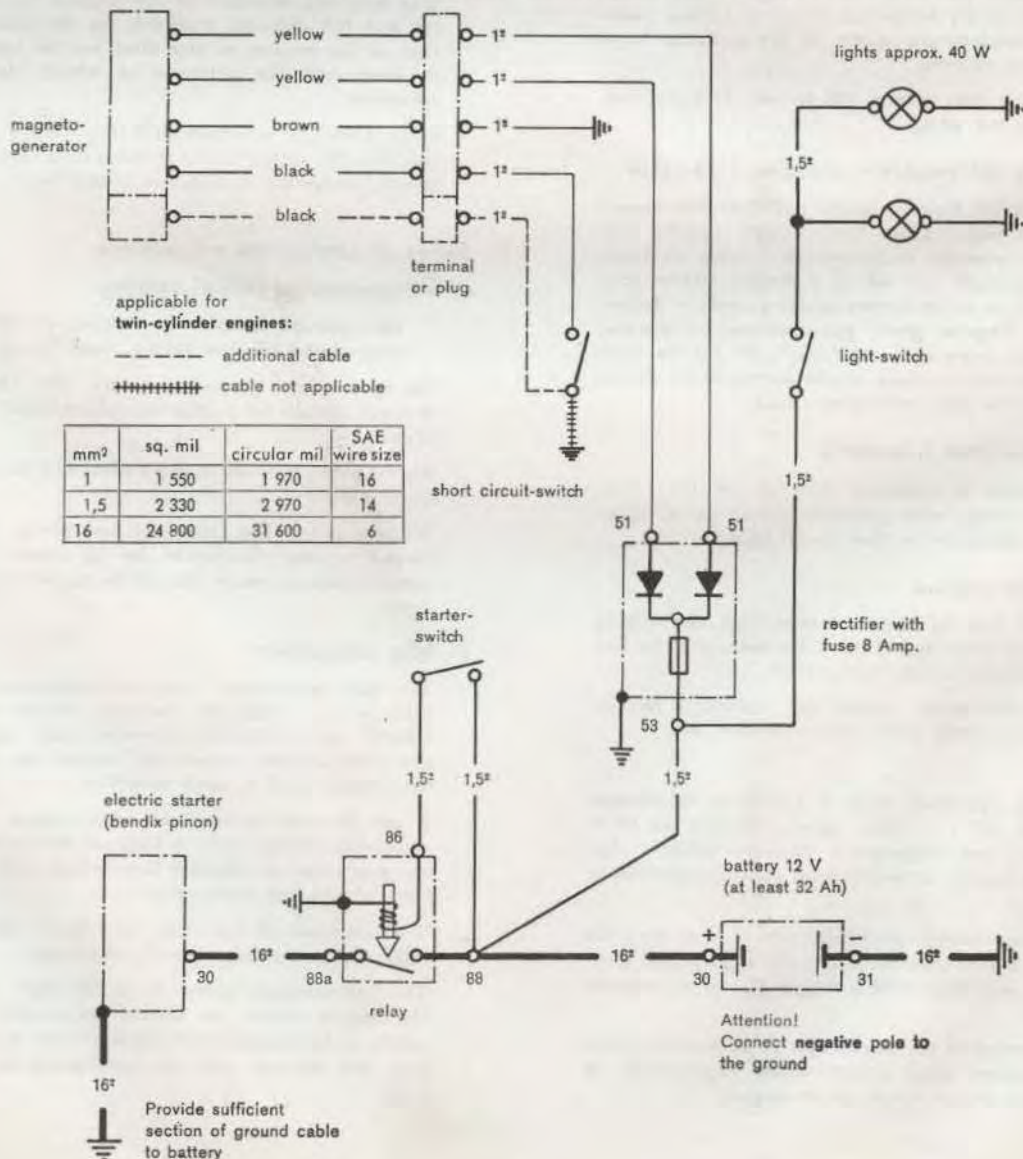 yellow
1²
lights approx. 40 W
yellow
1²
magneto-
generator
brown
1²
black
1²
1,5²
black
1²
terminal
or plug
applicable for
twin-cylinder engines:
additional cable
cable not applicable
light-switch
mm² sq. mil circular mil SAE wire size
1 1 550 1 970 16
1,5 2 330 2 970 14
16 24 800 31 600 6
short circuit-switch
1,5²
51
51
starter-
switch
rectifier with
fuse 8 Amp.
53
1,5²
1,5²
1,5²
electric starter
(bendix pinon)
86
battery 12 V
(at least 32 Ah)
+
−
30
16²
88a
88
16²
30
31
16²
relay
Attention!
Connect negative pole to
the ground
16²
Provide sufficient
section of ground cable
to battery